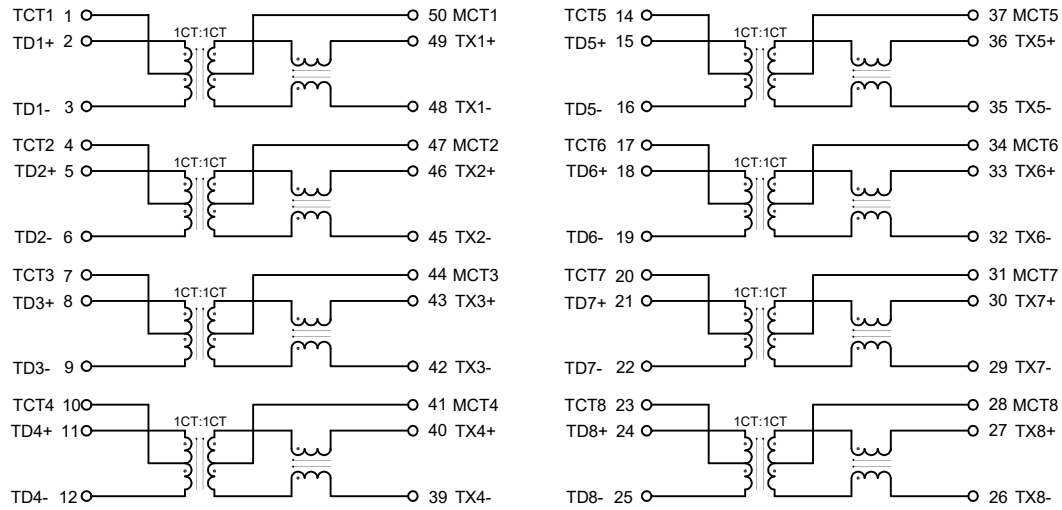 TCT1 1 50 MCT1
1CT:1CT
TD1+ 2 49 TX1+
TD1- 3 48 TX1-
TCT2 4 47 MCT2
1CT:1CT
TD2+ 5 46 TX2+
TD2- 6 45 TX2-
TCT3 7 44 MCT3
1CT:1CT
TD3+ 8 43 TX3+
TD3- 9 42 TX3-
TCT4 10 41 MCT4
1CT:1CT
TD4+ 11 40 TX4+
TD4- 12 39 TX4-
TCT5 14 37 MCT5
1CT:1CT
TD5+ 15 36 TX5+
TD5- 16 35 TX5-
TCT6 17 34 MCT6
1CT:1CT
TD6+ 18 33 TX6+
TD6- 19 32 TX6-
TCT7 20 31 MCT7
1CT:1CT
TD7+ 21 30 TX7+
TD7- 22 29 TX7-
TCT8 23 28 MCT8
1CT:1CT
TD8+ 24 27 TX8+
TD8- 25 26 TX8-